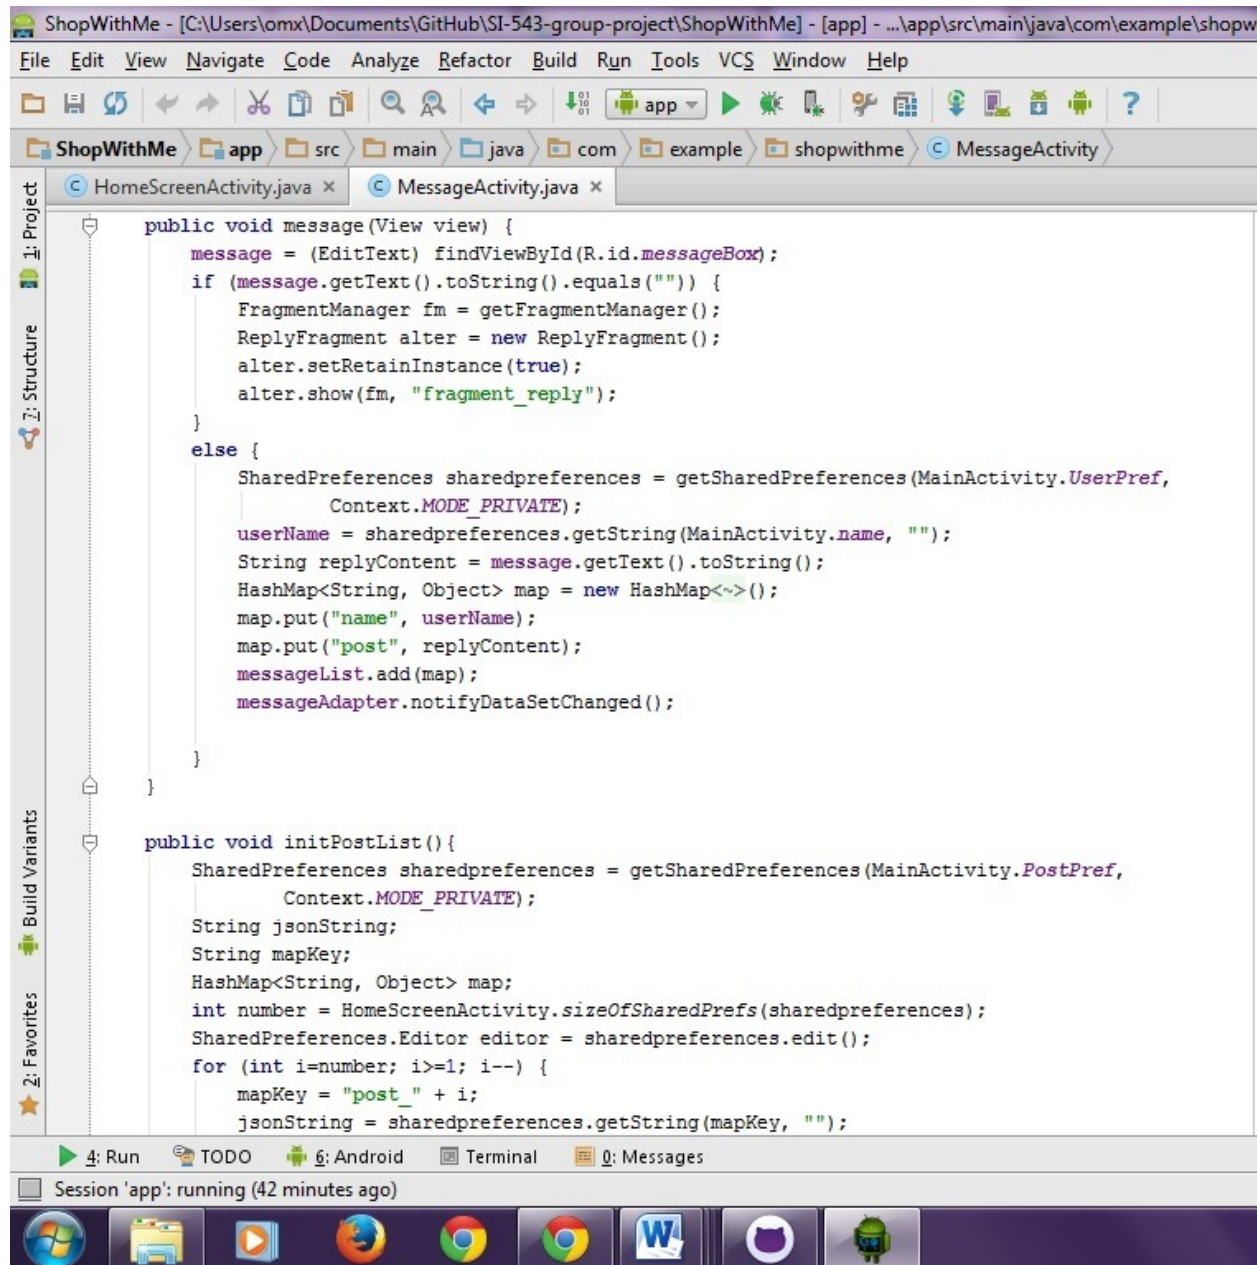 ShopWithMe - [C:\Users\omx\Documents\GitHub\SI-543-group-project\ShopWithMe] - [app] - ...\app\src\main\java\com\example\shopw
File Edit View Navigate Code Analyze Refactor Build Run Tools VCS Window Help
app
ShopWithMe app src main java com example shopwithme MessageActivity
HomeScreenActivity.java MessageActivity.java
1: Project
7: Structure
Build Variants
2: Favorites
public void message(View view) {
message = (EditText) findViewById(R.id.messageBox);
if (message.getText().toString().equals("")) {
FragmentManager fm = getFragmentManager();
ReplyFragment alter = new ReplyFragment();
alter.setRetainInstance(true);
alter.show(fm, "fragment_reply");
}
else {
SharedPreferences sharedpreferences = getSharedPreferences(MainActivity.UserPref,
Context.MODE_PRIVATE);
userName = sharedpreferences.getString(MainActivity.name, "");
String replyContent = message.getText().toString();
HashMap<String, Object> map = new HashMap<~>();
map.put("name", userName);
map.put("post", replyContent);
messageList.add(map);
messageAdapter.notifyDataSetChanged();
}
}
public void initPostList(){
SharedPreferences sharedpreferences = getSharedPreferences(MainActivity.PostPref,
Context.MODE_PRIVATE);
String jsonString;
String mapKey;
HashMap<String, Object> map;
int number = HomeScreenActivity.sizeOfSharedPrefs(sharedpreferences);
SharedPreferences.Editor editor = sharedpreferences.edit();
for (int i=number; i>=1; i--) {
mapKey = "post_" + i;
jsonString = sharedpreferences.getString(mapKey, "");
4: Run TODO 6: Android Terminal 0: Messages
Session 'app': running (42 minutes ago)